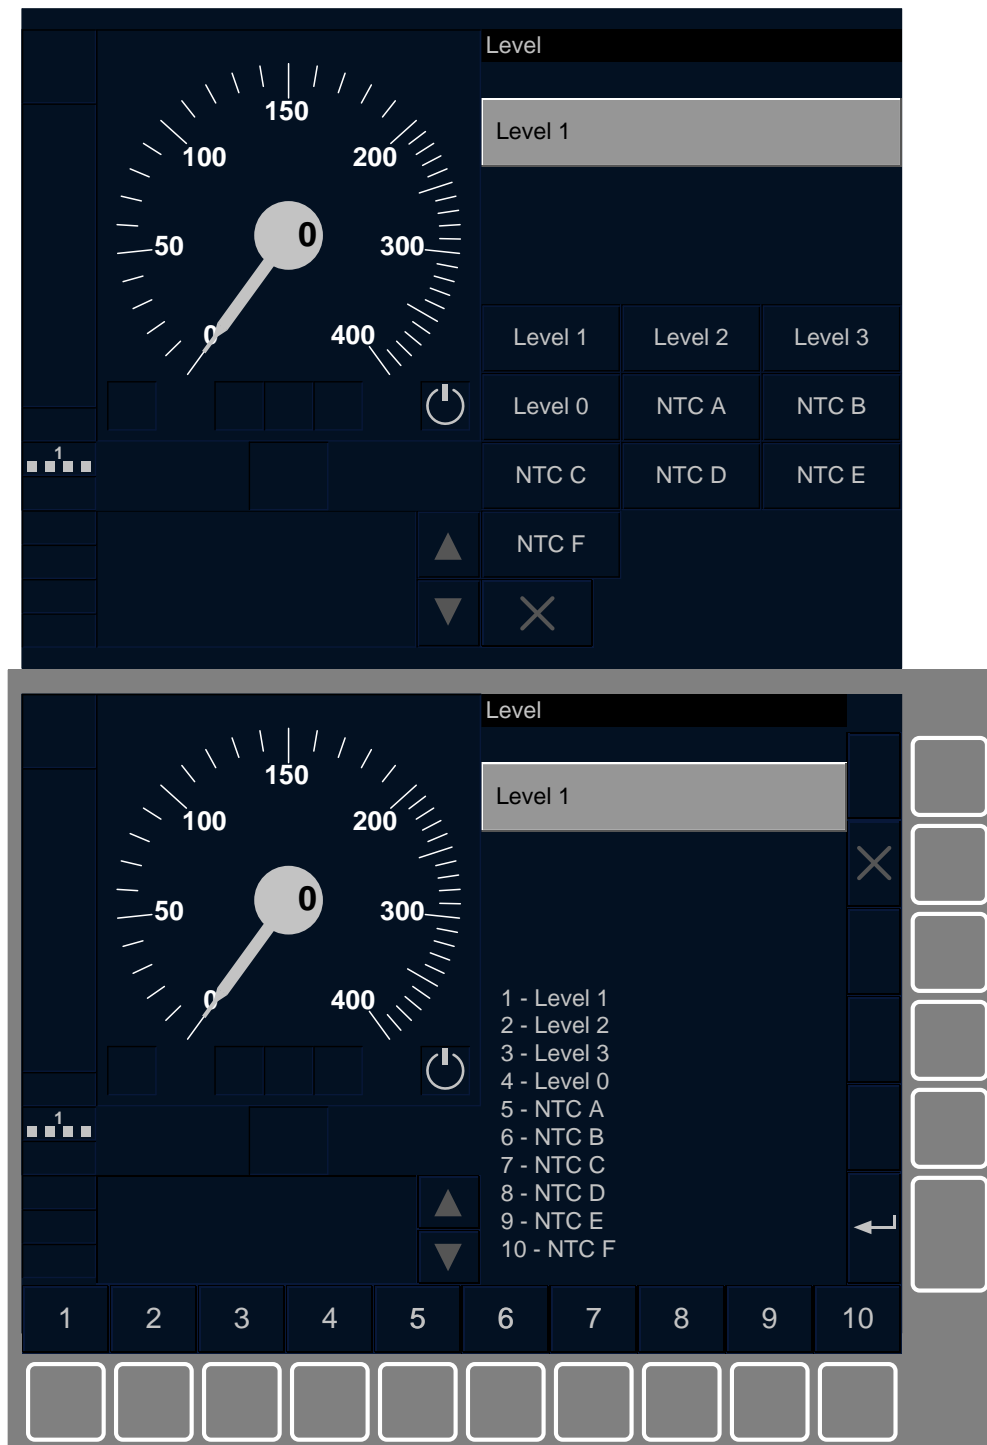 Level
150
100 200
Level 1
50 0 300
0 400
Level 1 Level 2 Level 3
Level 0 NTC A NTC B
1
NTC C NTC D NTC E
NTC F
Level
150
100 200
Level 1
50 0 300
0 400
1 - Level 1
2 - Level 2
3 - Level 3
4 - Level 0
5 - NTC A
1
6 - NTC B
7 - NTC C
8 - NTC D
9 - NTC E
10 - NTC F
1 2 3 4 5 6 7 8 9 10